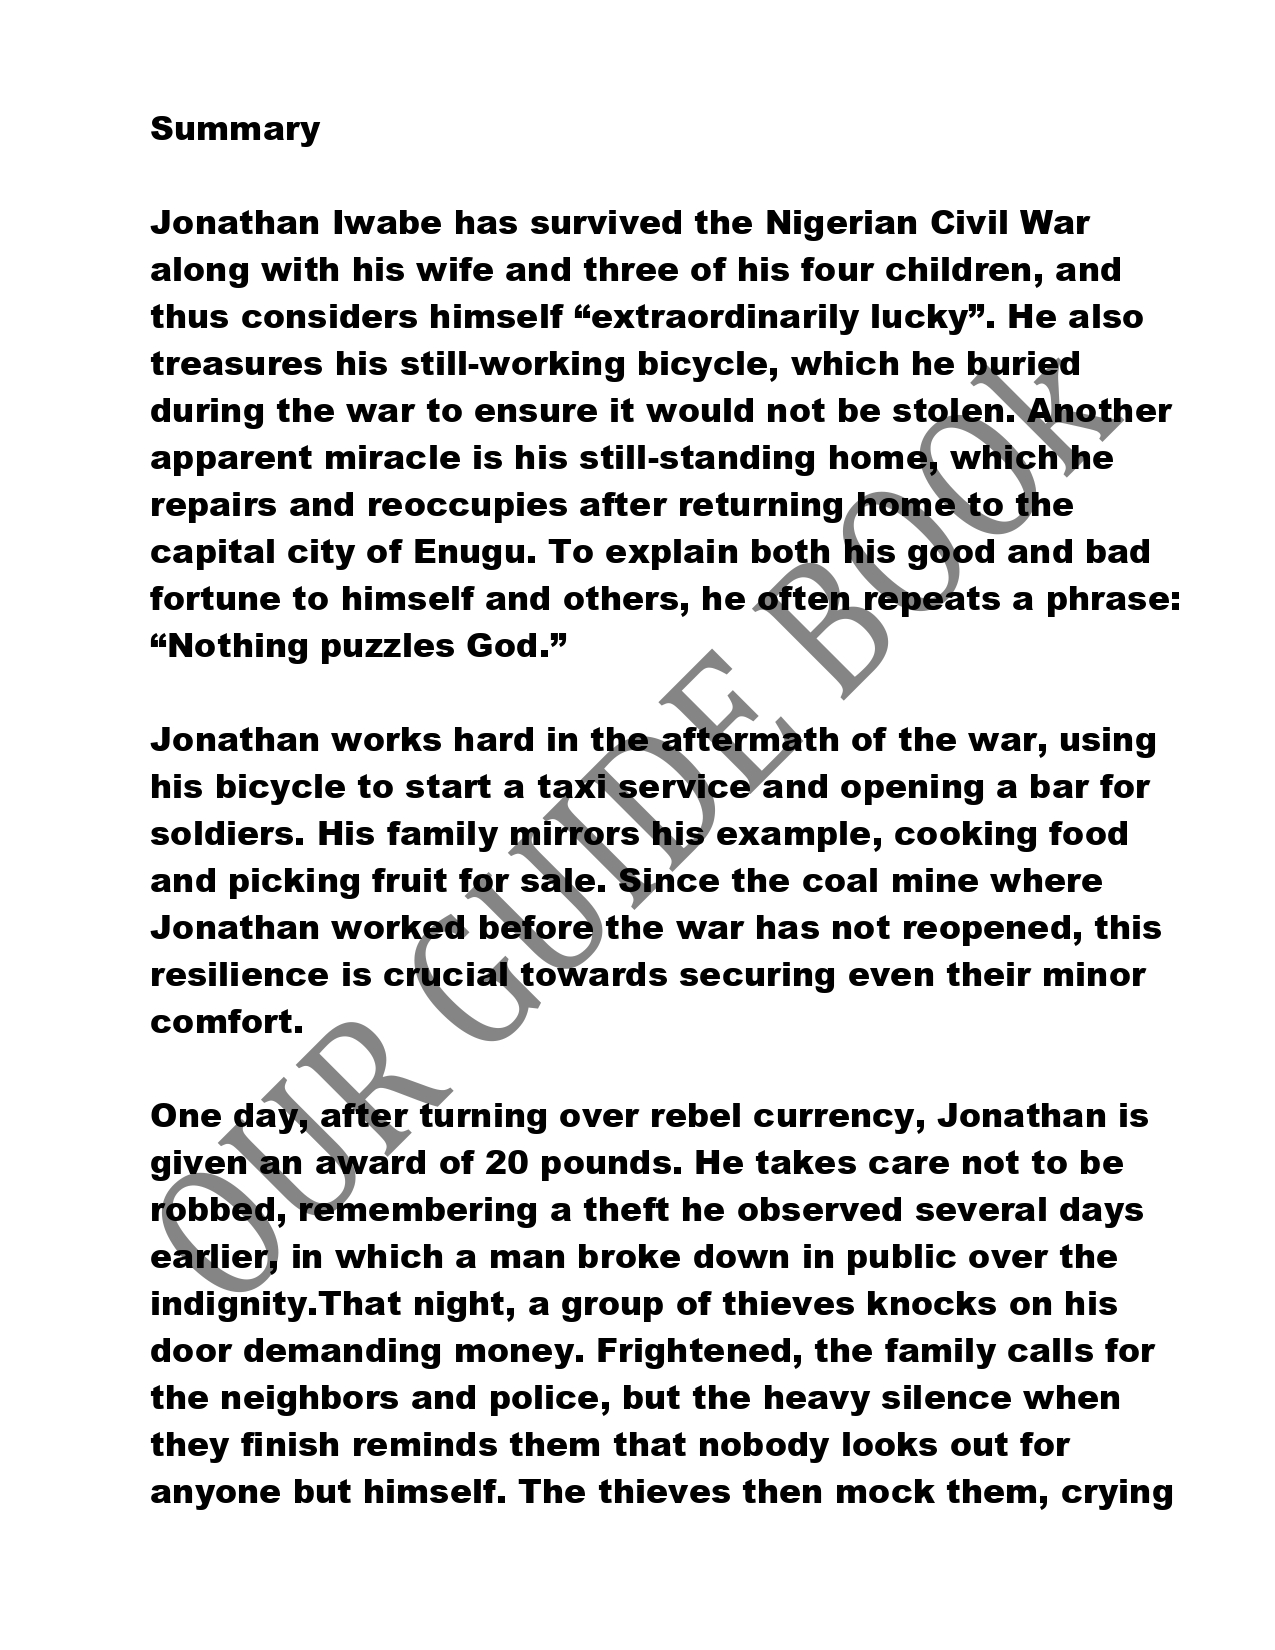 Summary
Jonathan Iwabe has survived the Nigerian Civil War
along with his wife and three of his four children, and
thus considers himself “extraordinarily lucky”. He also
treasures his still-working bicycle, which he buried
during the war to ensure it would not be stolen. Another
apparent miracle is his still-standing home, which he
repairs and reoccupies after returning home to the
capital city of Enugu. To explain both his good and bad
fortune to himself and others, he often repeats a phrase:
“Nothing puzzles God.”
Jonathan works hard in the aftermath of the war, using
his bicycle to start a taxi service and opening a bar for
soldiers. His family mirrors his example, cooking food
and picking fruit for sale. Since the coal mine where
Jonathan worked before the war has not reopened, this
resilience is crucial towards securing even their minor
comfort.
One day, after turning over rebel currency, Jonathan is
given an award of 20 pounds. He takes care not to be
robbed, remembering a theft he observed several days
earlier, in which a man broke down in public over the
indignity.That night, a group of thieves knocks on his
door demanding money. Frightened, the family calls for
the neighbors and police, but the heavy silence when
they finish reminds them that nobody looks out for
anyone but himself. The thieves then mock them, crying
OUR GUIDE BOOK